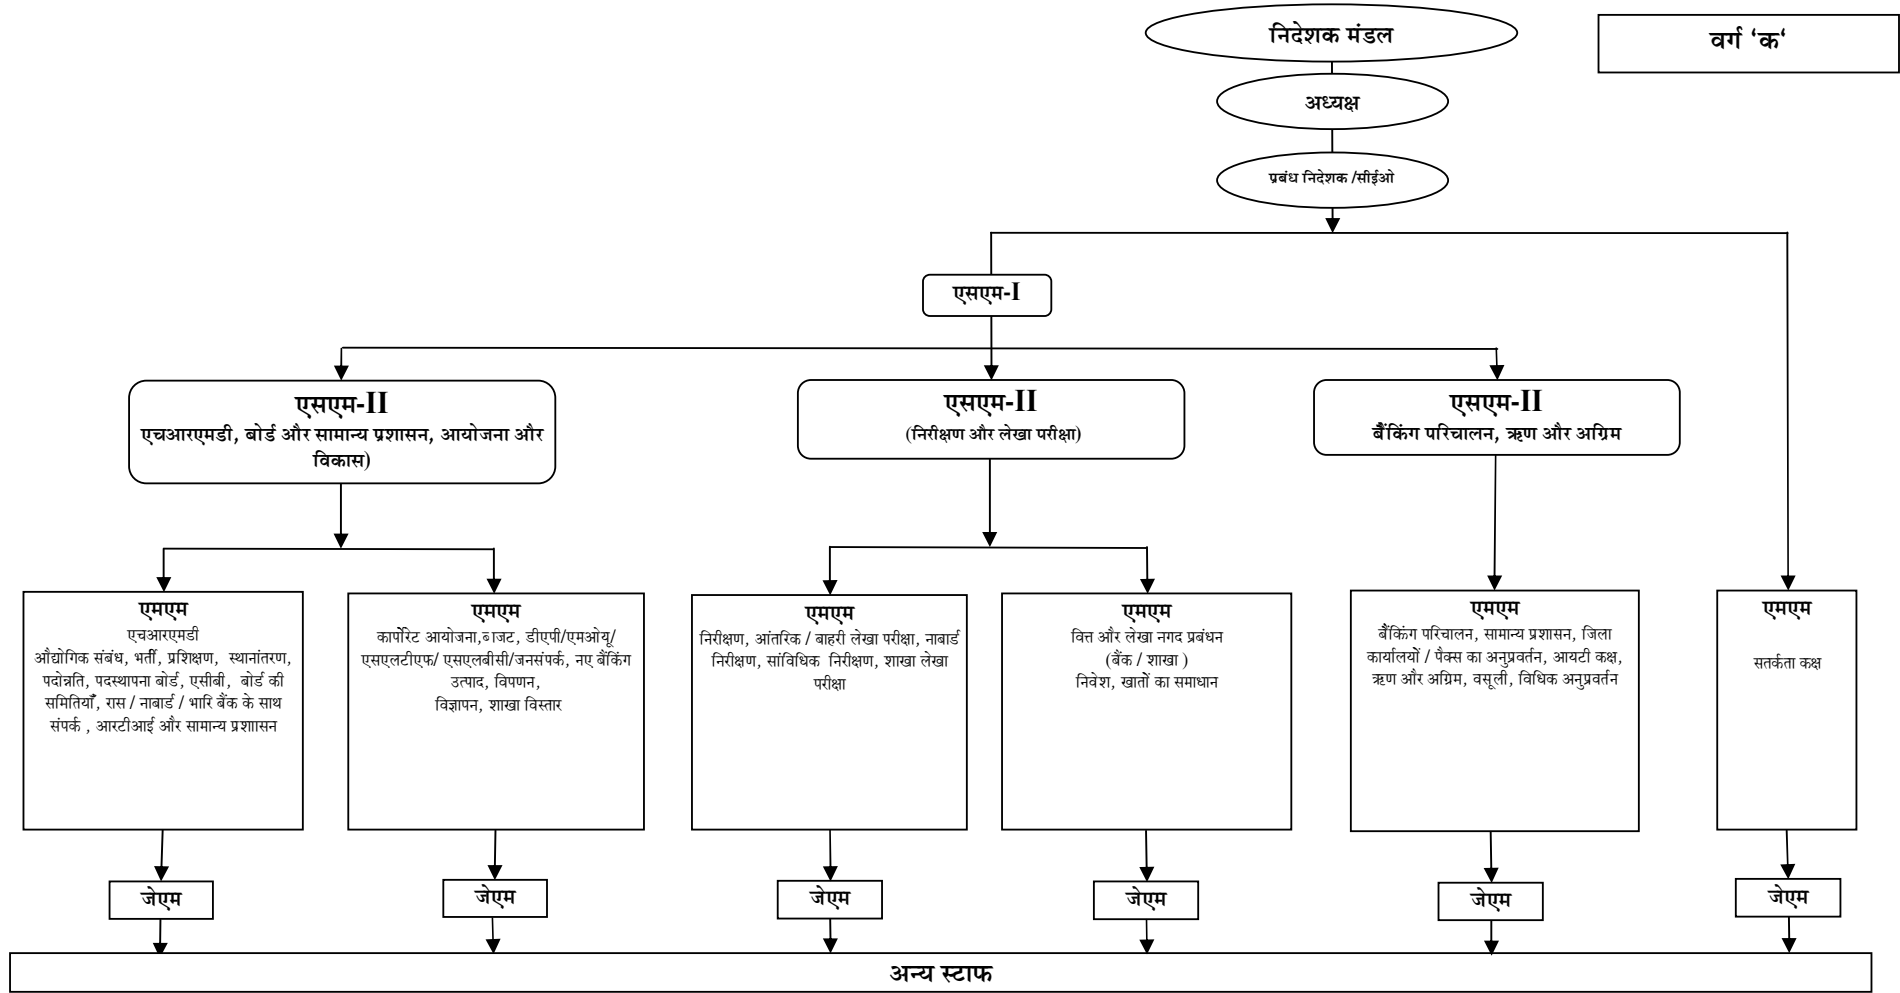 निदेशक मंडल
वर्ग ‘क‘
अध्यक्ष
प्रबंध निदेशक /सीईओ
एसएम-I
एसएम-II
एचआरएमडी, बोर्ड और सामान्य प्रशासन, आयोजना और
विकास)
एसएम-II
(निरीक्षण और लेखा परीक्षा)
एसएम-II
बैंकिंग परिचालन, ऋण और अग्रिम
एमएम
एचआरएमडी
औद्योगिक संबंध, भर्ती, प्रशिक्षण, स्थानांतरण,
पदोन्नति, पदस्थापना बोर्ड, एसीबी, बोर्ड की
समितियाँ, रास / नाबार्ड / भारि बैंक के साथ
संपर्क , आरटीआई और सामान्य प्रशाासन
एमएम
कार्पोरेट आयोजना,बजट, डीएपी/एमओयू/
एसएलटीएफ/ एसएलबीसी/जनसंपर्क, नए बैंकिंग
उत्पाद, विपणन,
विज्ञापन, शाखा विस्तार
एमएम
निरीक्षण, आंतरिक / बाहरी लेखा परीक्षा, नाबार्ड
निरीक्षण, सांविधिक निरीक्षण, शाखा लेखा
परीक्षा
एमएम
वित्त और लेखा नगद प्रबंधन
(बैंक / शाखा )
निवेश, खातों का समाधान
एमएम
बैंकिंग परिचालन, सामान्य प्रशासन, जिला
कार्यालयों / पैक्स का अनुप्रवर्तन, आयटी कक्ष,
ऋण और अग्रिम, वसूली, विधिक अनुप्रवर्तन
एमएम
सतर्कता कक्ष
जेएम
जेएम
जेएम
जेएम
जेएम
जेएम
अन्य स्टाफ